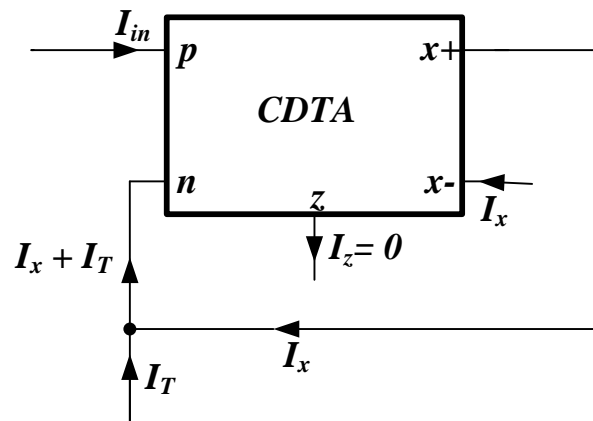 I_in
p
x+
CDTA
n
z
x-
I_x
I_z = 0
I_x + I_T
I_x
I_T